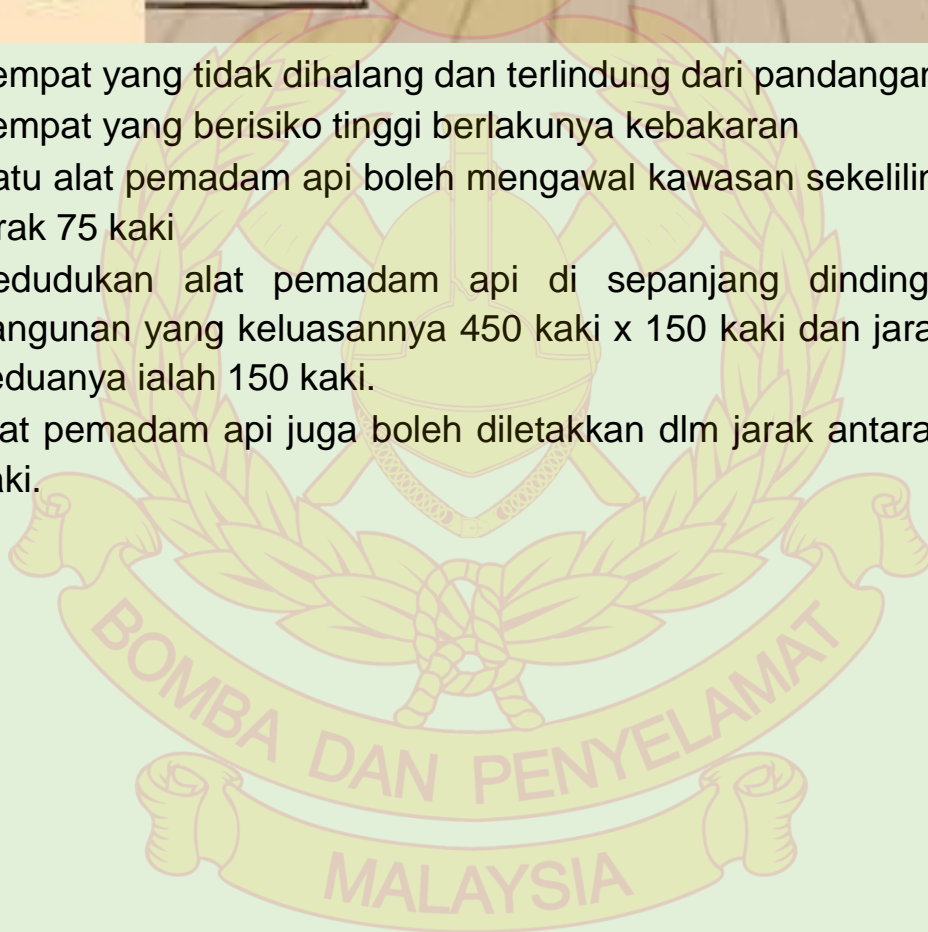 empat yang tidak dihalang dan terlindung dari pandangan
empat yang berisiko tinggi berlakunya kebakaran
atu alat pemadam api boleh mengawal kawasan sekelilin
rak 75 kaki
edudukan alat pemadam api di sepanjang dinding
angunan yang keluasannya 450 kaki x 150 kaki dan jara
eduanya ialah 150 kaki.
at pemadam api juga boleh diletakkan dlm jarak antara
aki.
BOMBA DAN PENYELAMAT
MALAYSIA